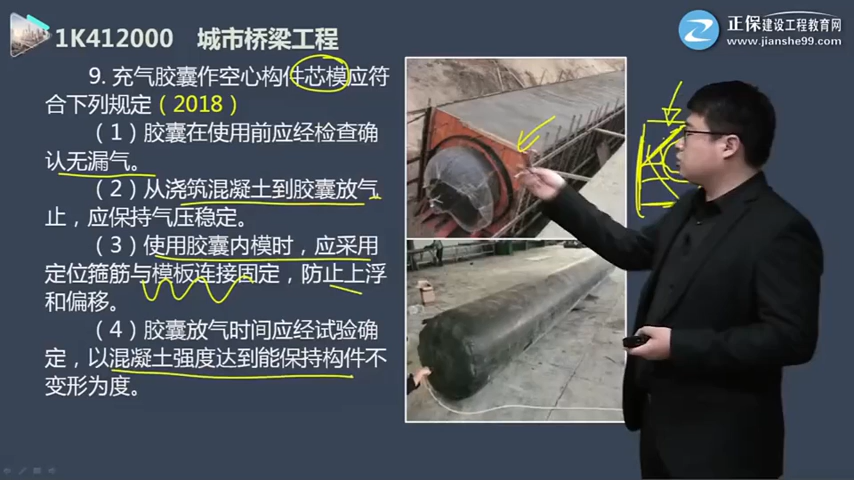 1K412000 城市桥梁工程
正保建设工程教育网
www.jianshe99.com
9. 充气胶囊作空心构件芯模应符
合下列规定（2018）
（1）胶囊在使用前应经检查确
认无漏气。
（2）从浇筑混凝土到胶囊放气
止，应保持气压稳定。
（3）使用胶囊内模时，应采用
定位箍筋与模板连接固定，防止上浮
和偏移。
（4）胶囊放气时间应经试验确
定，以混凝土强度达到能保持构件不
变形为度。